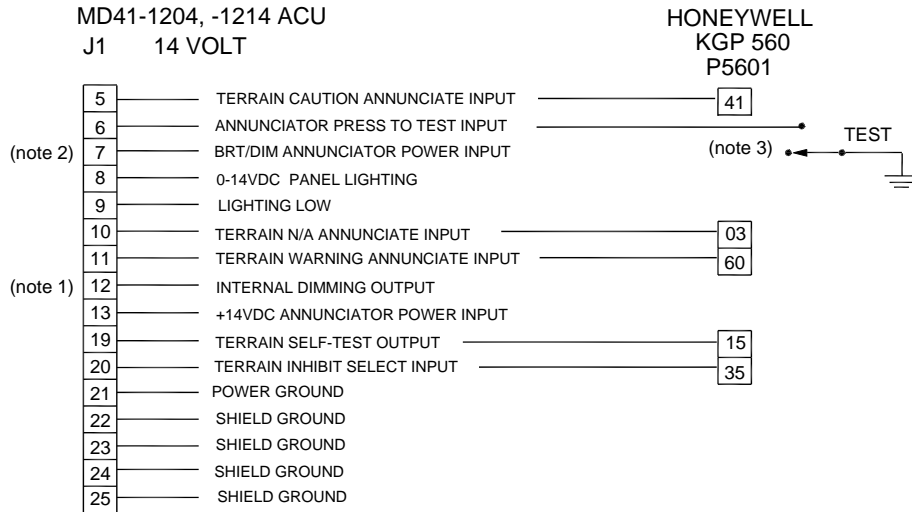 MD41-1204, -1214 ACU
J1 14 VOLT
HONEYWELL
KGP 560
P5601
5 TERRAIN CAUTION ANNUNCIATE INPUT 41
6 ANNUNCIATOR PRESS TO TEST INPUT
TEST
(note 2) 7 BRT/DIM ANNUNCIATOR POWER INPUT (note 3)
8 0-14VDC PANEL LIGHTING
9 LIGHTING LOW
10 TERRAIN N/A ANNUNCIATE INPUT 03
11 TERRAIN WARNING ANNUNCIATE INPUT 60
(note 1) 12 INTERNAL DIMMING OUTPUT
13 +14VDC ANNUNCIATOR POWER INPUT
19 TERRAIN SELF-TEST OUTPUT 15
20 TERRAIN INHIBIT SELECT INPUT 35
21 POWER GROUND
22 SHIELD GROUND
23 SHIELD GROUND
24 SHIELD GROUND
25 SHIELD GROUND